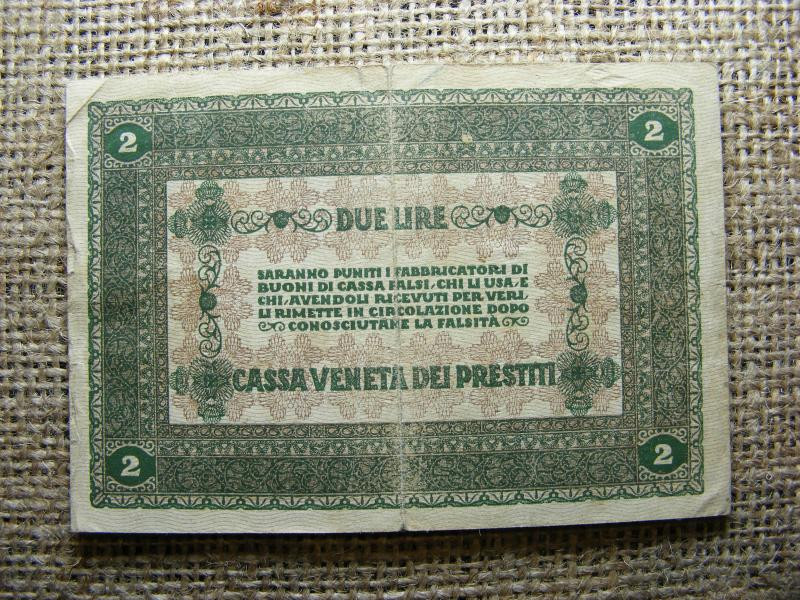 2 2
DUE LIRE
SARANNO PUNITI I FABBRICATORI DI
BUONI DI CASSA FALSI, CHI LI USA, E
CHI, AVENDOLI RICEVUTI PER VERI,
LI RIMETTE IN CIRCOLAZIONE DOPO
CONOSCIUTANE LA FALSITÀ
CASSA VENETA DEI PRESTITI
2 2